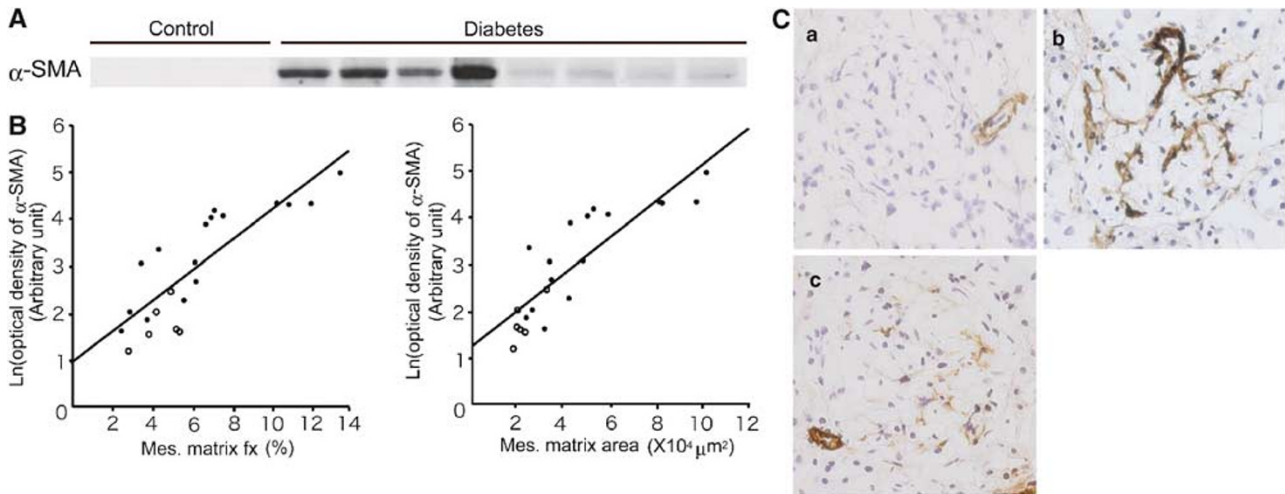 A
Control
Diabetes
α-SMA
B
Ln(optical density of α-SMA)
(Arbitrary unit)
6
5
4
3
2
1
0
2
4
6
8
10
12
14
Mes. matrix fx (%)
Ln(optical density of α-SMA)
(Arbitrary unit)
6
5
4
3
2
1
0
2
4
6
8
10
12
Mes. matrix area (X10⁴ μm²)
C
a
b
c